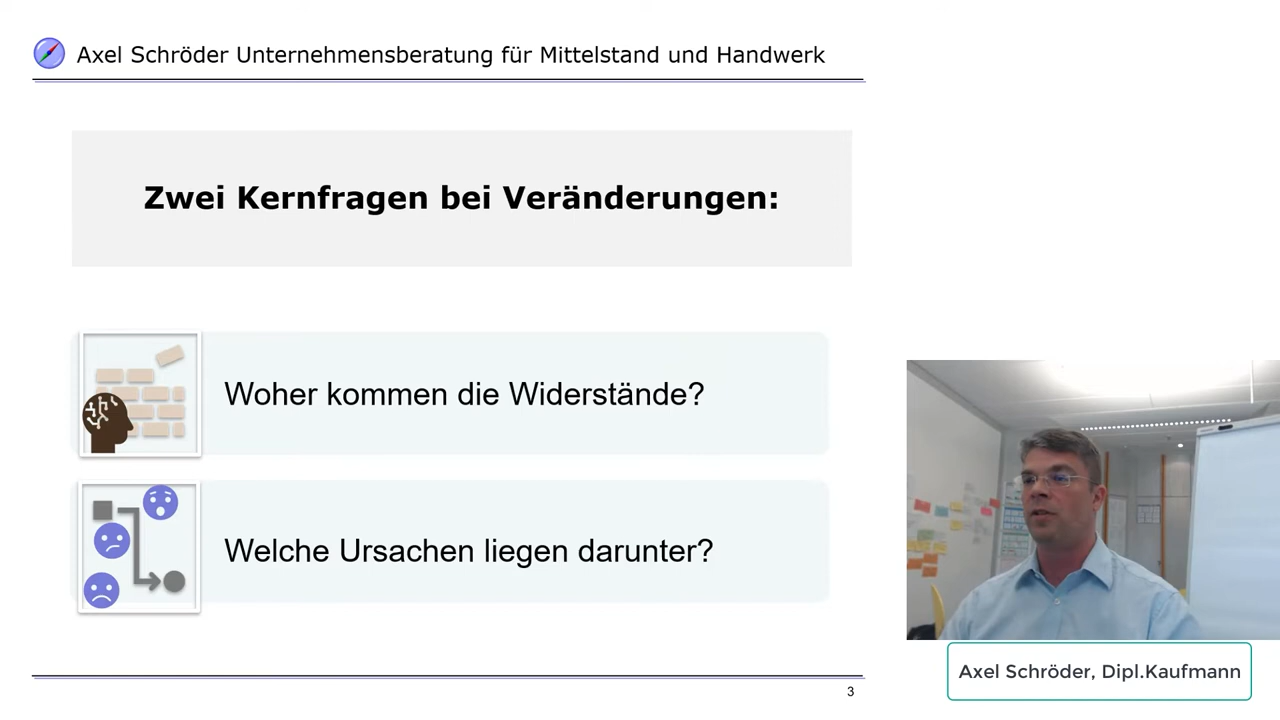 Axel Schröder Unternehmensberatung für Mittelstand und Handwerk
Zwei Kernfragen bei Veränderungen:
Woher kommen die Widerstände?
Welche Ursachen liegen darunter?
3
Axel Schröder, Dipl.Kaufmann